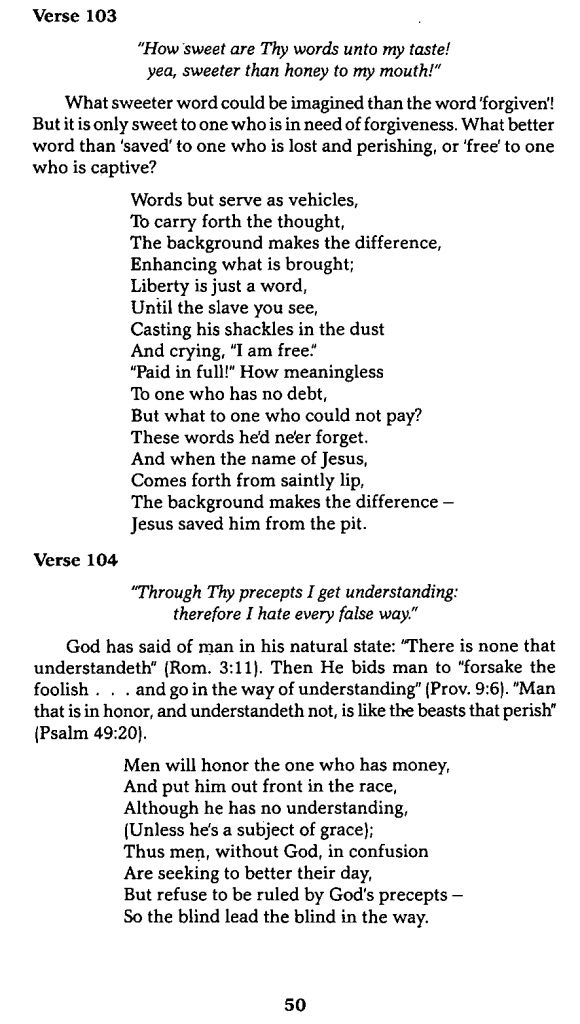 Verse 103
"How sweet are Thy words unto my taste!
yea, sweeter than honey to my mouth!"
What sweeter word could be imagined than the word 'forgiven'!
But it is only sweet to one who is in need of forgiveness. What better
word than 'saved' to one who is lost and perishing, or 'free' to one
who is captive?
Words but serve as vehicles,
To carry forth the thought,
The background makes the difference,
Enhancing what is brought;
Liberty is just a word,
Until the slave you see,
Casting his shackles in the dust
And crying, "I am free."
"Paid in full!" How meaningless
To one who has no debt,
But what to one who could not pay?
These words he'd ne'er forget.
And when the name of Jesus,
Comes forth from saintly lip,
The background makes the difference –
Jesus saved him from the pit.
Verse 104
"Through Thy precepts I get understanding:
therefore I hate every false way."
God has said of man in his natural state: "There is none that
understandeth" (Rom. 3:11). Then He bids man to "forsake the
foolish . . . and go in the way of understanding" (Prov. 9:6). "Man
that is in honor, and understandeth not, is like the beasts that perish"
(Psalm 49:20).
Men will honor the one who has money,
And put him out front in the race,
Although he has no understanding,
(Unless he's a subject of grace);
Thus men, without God, in confusion
Are seeking to better their day,
But refuse to be ruled by God's precepts –
So the blind lead the blind in the way.
50